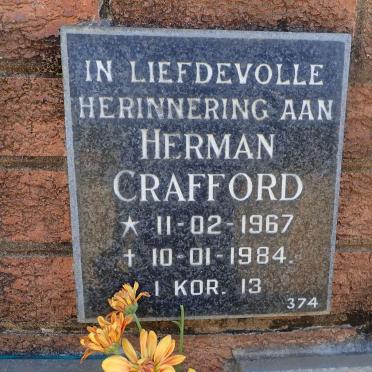 IN LIEFDEVOLLE
HERINNERING AAN
HERMAN
CRAFFORD
★ 11-02-1967
† 10-01-1984.
1 KOR. 13
374